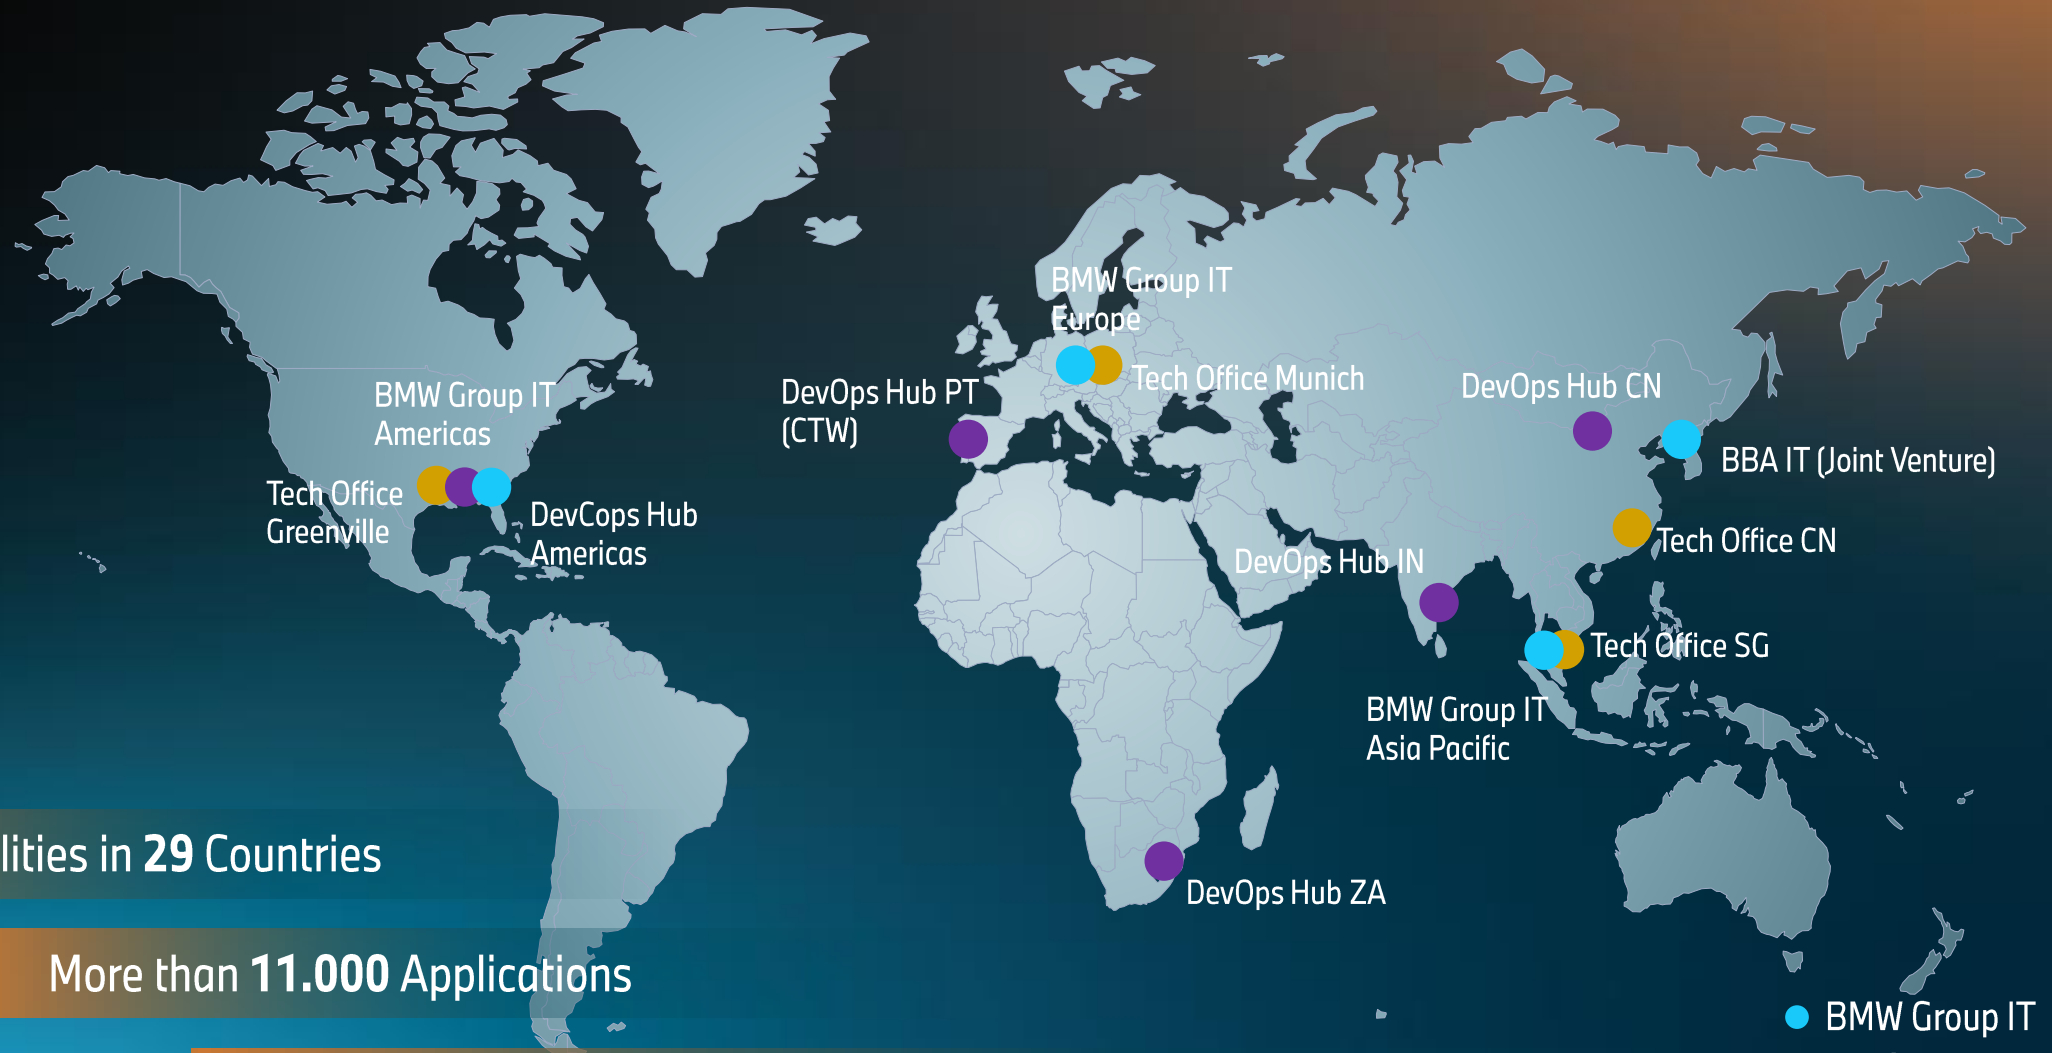 BMW Group IT
Europe
Tech Office Munich
DevOps Hub PT
(CTW)
DevOps Hub CN
BMW Group IT
Americas
BBA IT (Joint Venture)
Tech Office
Greenville
DevCops Hub
Americas
Tech Office CN
DevOps Hub IN
Tech Office SG
BMW Group IT
Asia Pacific
lities in 29 Countries
DevOps Hub ZA
More than 11.000 Applications
BMW Group IT